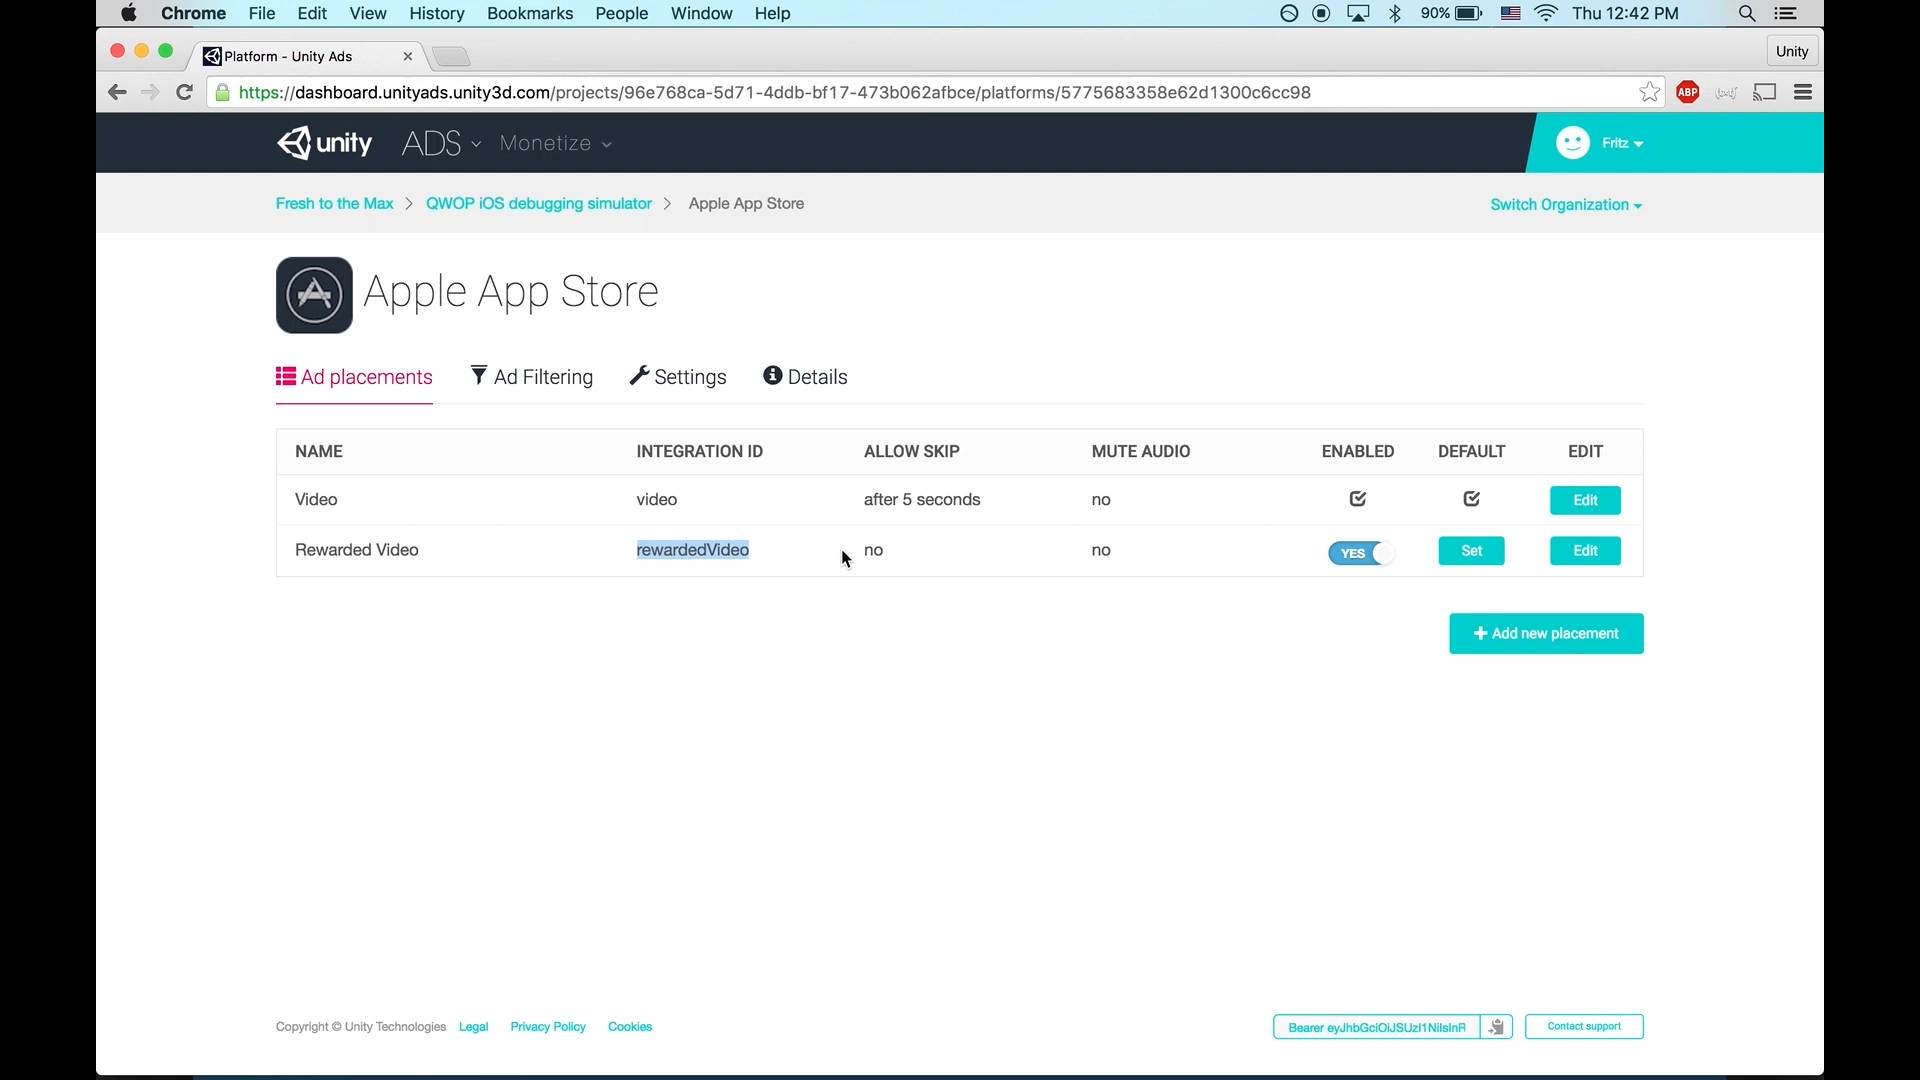 Chrome File Edit View History Bookmarks People Window Help 90% Thu 12:42 PM
Platform - Unity Ads Unity
https://dashboard.unityads.unity3d.com/projects/96e768ca-5d71-4ddb-bf17-473b062afbce/platforms/5775683358e62d1300c6cc98 ABP
unity ADS Monetize Fritz
Fresh to the Max > QWOP iOS debugging simulator > Apple App Store Switch Organization
Apple App Store
Ad placements Ad Filtering Settings Details
NAME INTEGRATION ID ALLOW SKIP MUTE AUDIO ENABLED DEFAULT EDIT
Video video after 5 seconds no Edit
Rewarded Video rewardedVideo no no YES Set Edit
+ Add new placement
Copyright © Unity Technologies Legal Privacy Policy Cookies Bearer Contact support